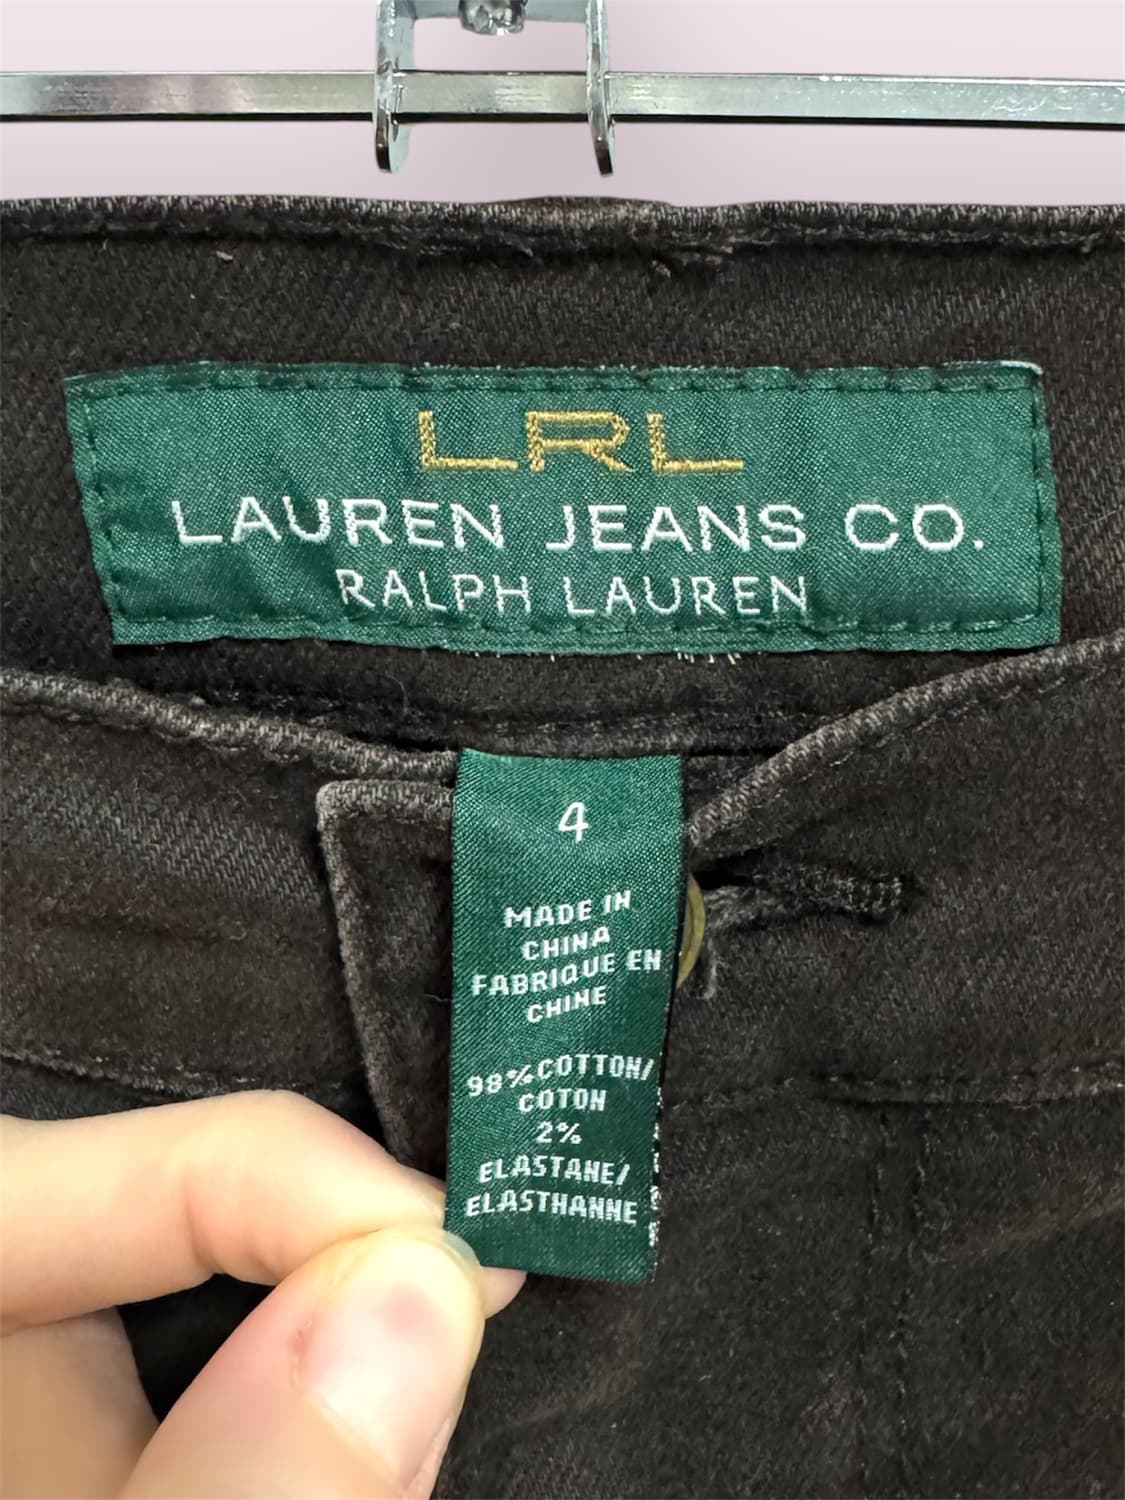 LRL
LAUREN JEANS CO.
RALPH LAUREN
4
MADE IN
CHINA
FABRIQUE EN
CHINE
98% COTTON/
COTON
2%
ELASTANE/
ELASTHANNE